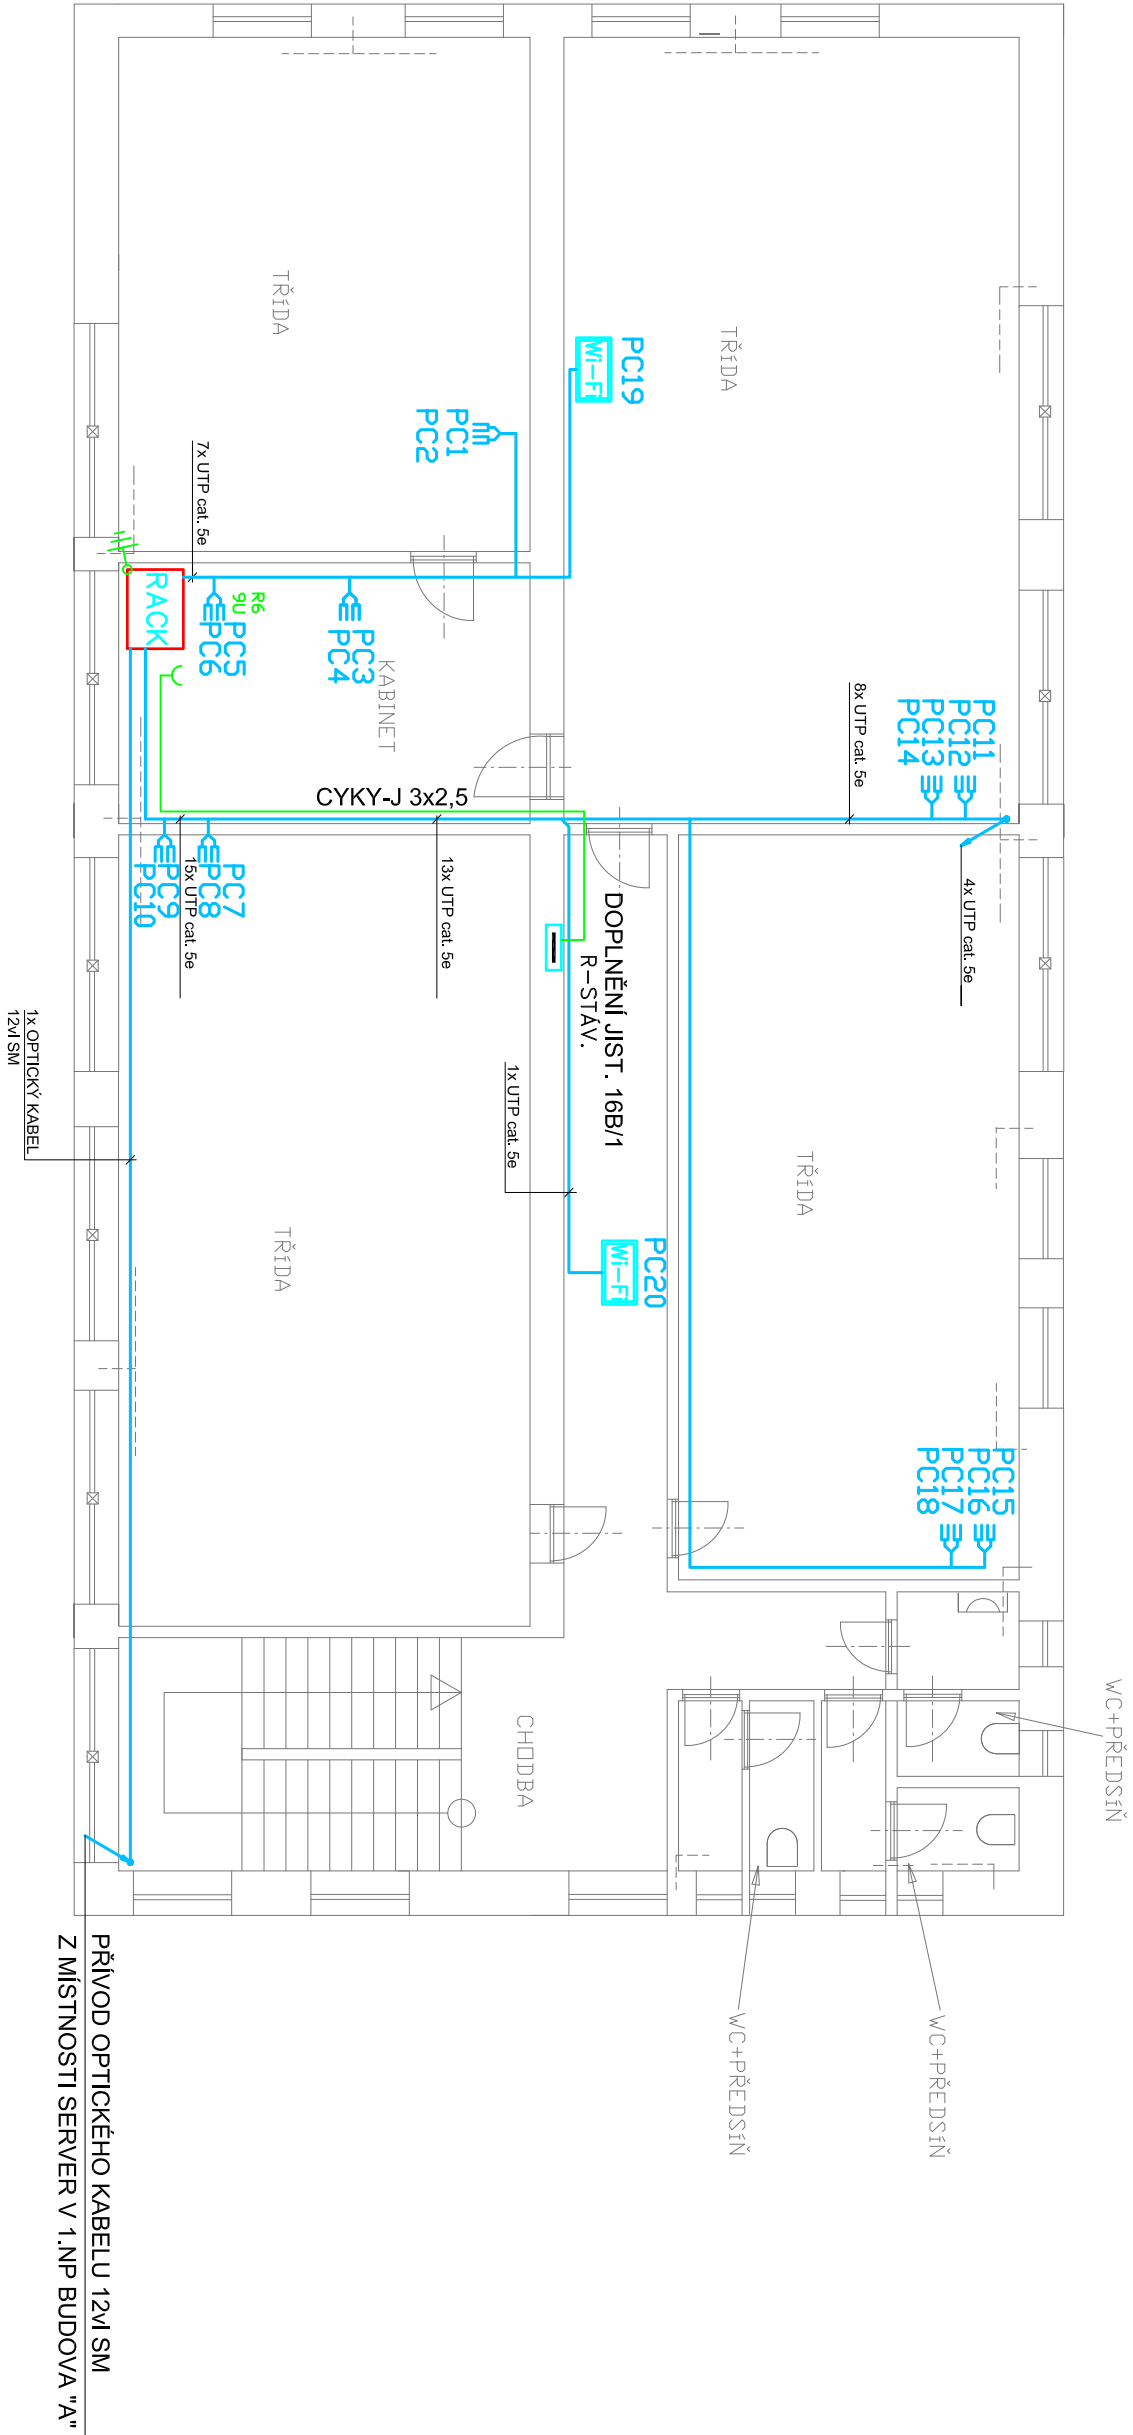 TŘÍDA
TŘÍDA
PC19
Wi-Fi
PC1
PC2
7x UTP cat. 5e
RACK
R6
9U
PC5
PC6
PC3
PC4
KABINET
8x UTP cat. 5e
PC11
PC12
PC13
PC14
CYKY-J 3x2,5
PC7
PC8
PC9
PC10
15x UTP cat. 5e
13x UTP cat. 5e
4x UTP cat. 5e
DOPLNĚNÍ JIST. 16B/1
R-STÁV.
1x OPTICKÝ KABEL
12vl SM
1x UTP cat. 5e
TŘÍDA
TŘÍDA
PC20
Wi-Fi
PC15
PC16
PC17
PC18
CHODBA
WC+PŘEDSÍŇ
WC+PŘEDSÍŇ
WC+PŘEDSÍŇ
PŘÍVOD OPTICKÉHO KABELU 12vl SM
Z MÍSTNOSTI SERVER V 1.NP BUDOVA "A"